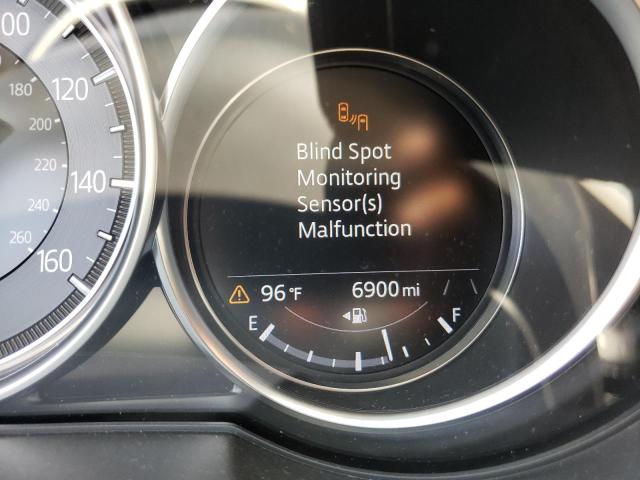 100
120
140
160
180
200
220
240
260
Blind Spot
Monitoring
Sensor(s)
Malfunction
96 °F 6900 mi
E F